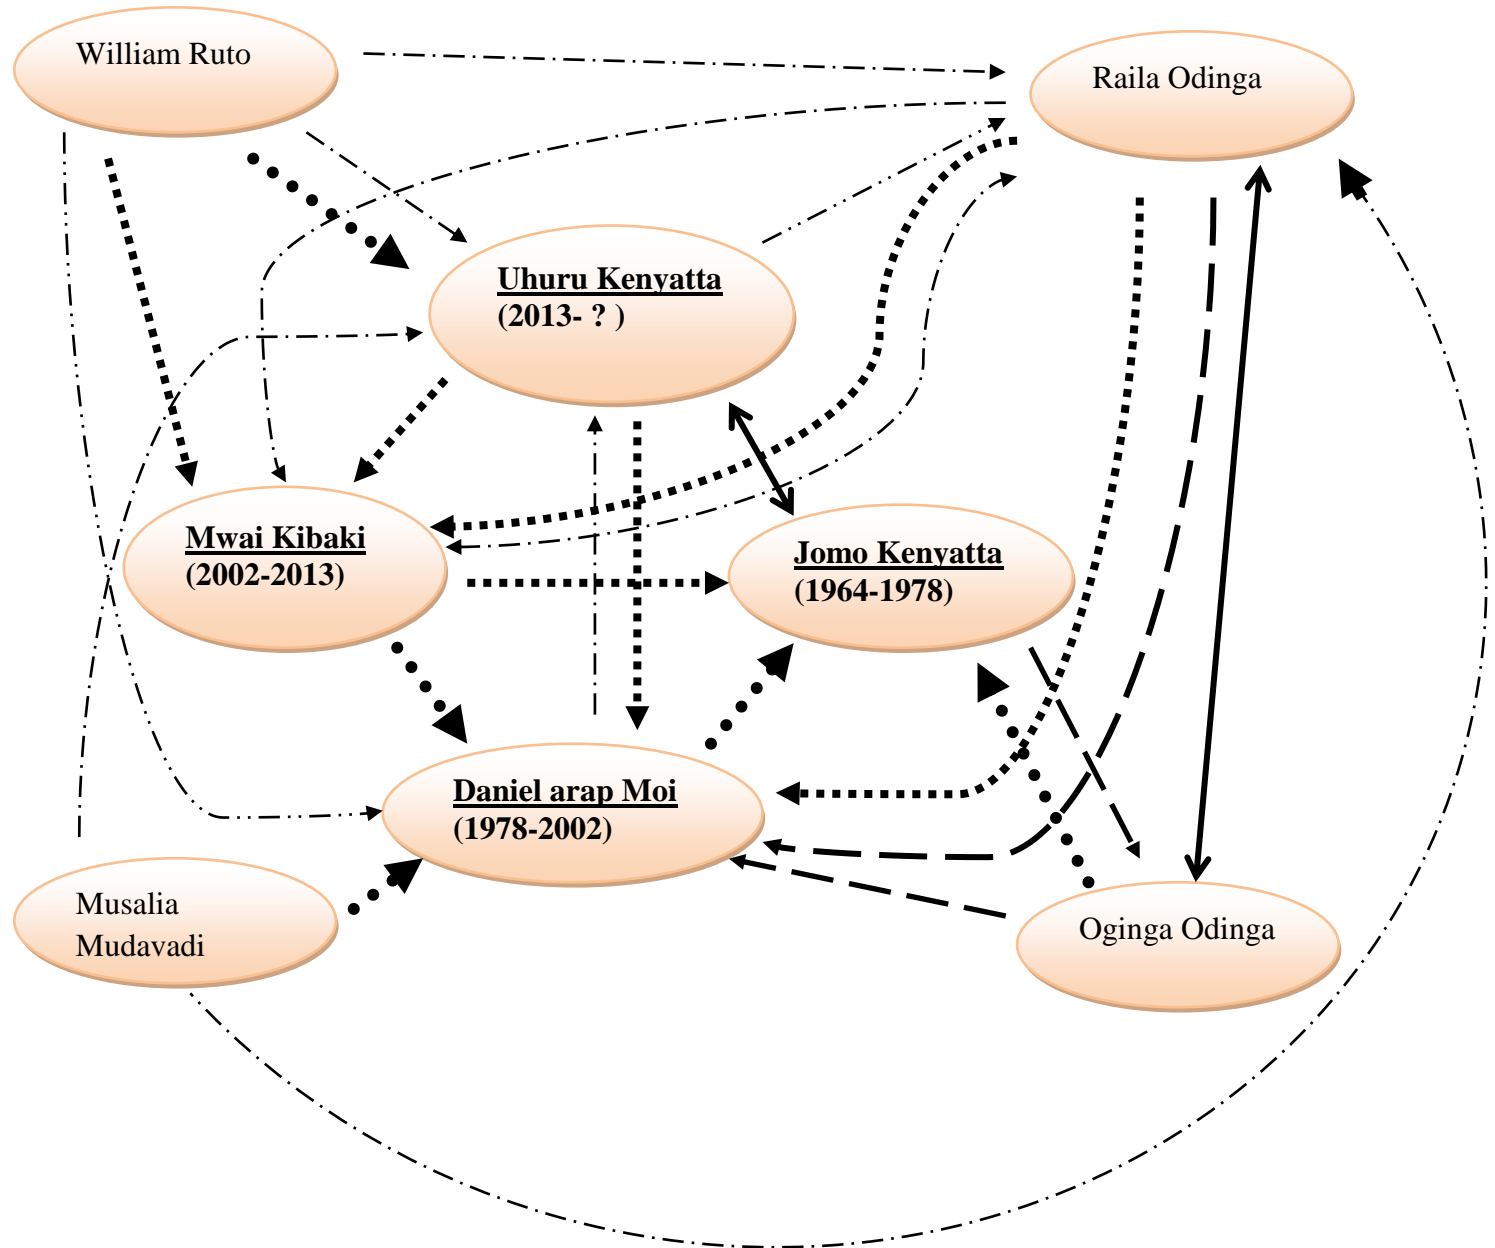 William Ruto
Raila Odinga
Uhuru Kenyatta
(2013- ? )
Mwai Kibaki
(2002-2013)
Jomo Kenyatta
(1964-1978)
Daniel arap Moi
(1978-2002)
Musalia
Mudavadi
Oginga Odinga